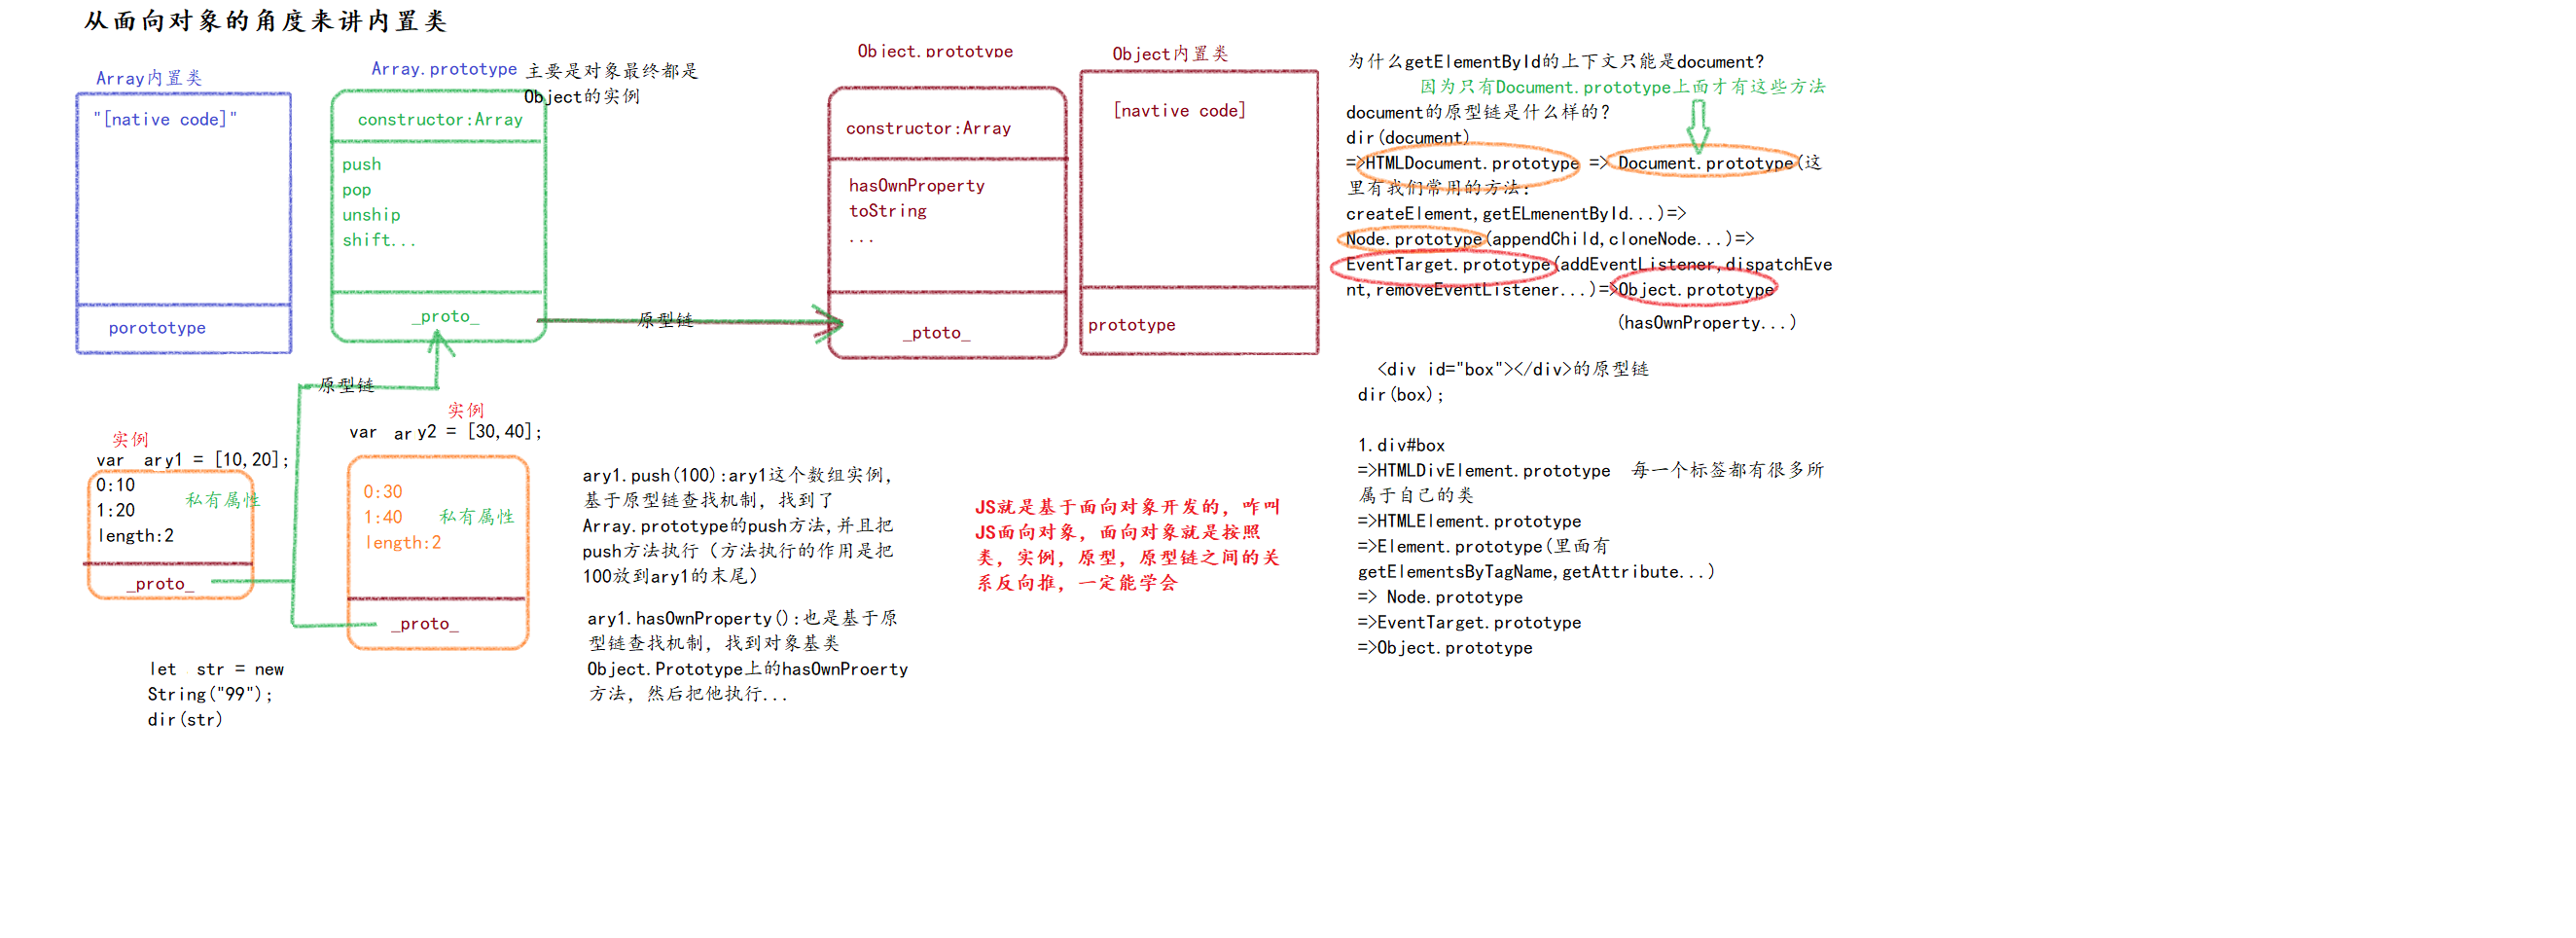 从面向对象的角度来讲内置类
Array内置类
"[native code]"
porototype
Array.prototype
主要是对象最终都是
Object的实例
constructor:Array
push
pop
unship
shift...
_proto_
原型链
原型链
Object.prototype
constructor:Array
hasOwnProperty
toString
...
_ptoto_
Object内置类
[navtive code]
prototype
实例
var ary1 = [10,20];
0:10
1:20
length:2
私有属性
_proto_
实例
var ary2 = [30,40];
0:30
1:40
length:2
私有属性
_proto_
let str = new
String("99");
dir(str)
ary1.push(100):ary1这个数组实例,
基于原型链查找机制, 找到了
Array.prototype的push方法,并且把
push方法执行（方法执行的作用是把
100放到ary1的末尾）
ary1.hasOwnProperty():也是基于原
型链查找机制, 找到对象基类
Object.Prototype上的hasOwnProerty
方法, 然后把他执行...
JS就是基于面向对象开发的, 咋叫
JS面向对象, 面向对象就是按照
类, 实例, 原型, 原型链之间的关
系反向推, 一定能学会
为什么getElementById的上下文只能是document?
因为只有Document.prototype上面才有这些方法
document的原型链是什么样的？
dir(document)
=>HTMLDocument.prototype => Document.prototype(这
里有我们常用的方法:
createElement,getELmenentById...)=>
Node.prototype(appendChild,cloneNode...)=>
EventTarget.prototype(addEventListener,dispatchEve
nt,removeEventListener...)=>Object.prototype
(hasOwnProperty...)
<div id="box"></div>的原型链
dir(box);
1.div#box
=>HTMLDivElement.prototype 每一个标签都有很多所
属于自己的类
=>HTMLElement.prototype
=>Element.prototype(里面有
getElementsByTagName,getAttribute...)
=> Node.prototype
=>EventTarget.prototype
=>Object.prototype